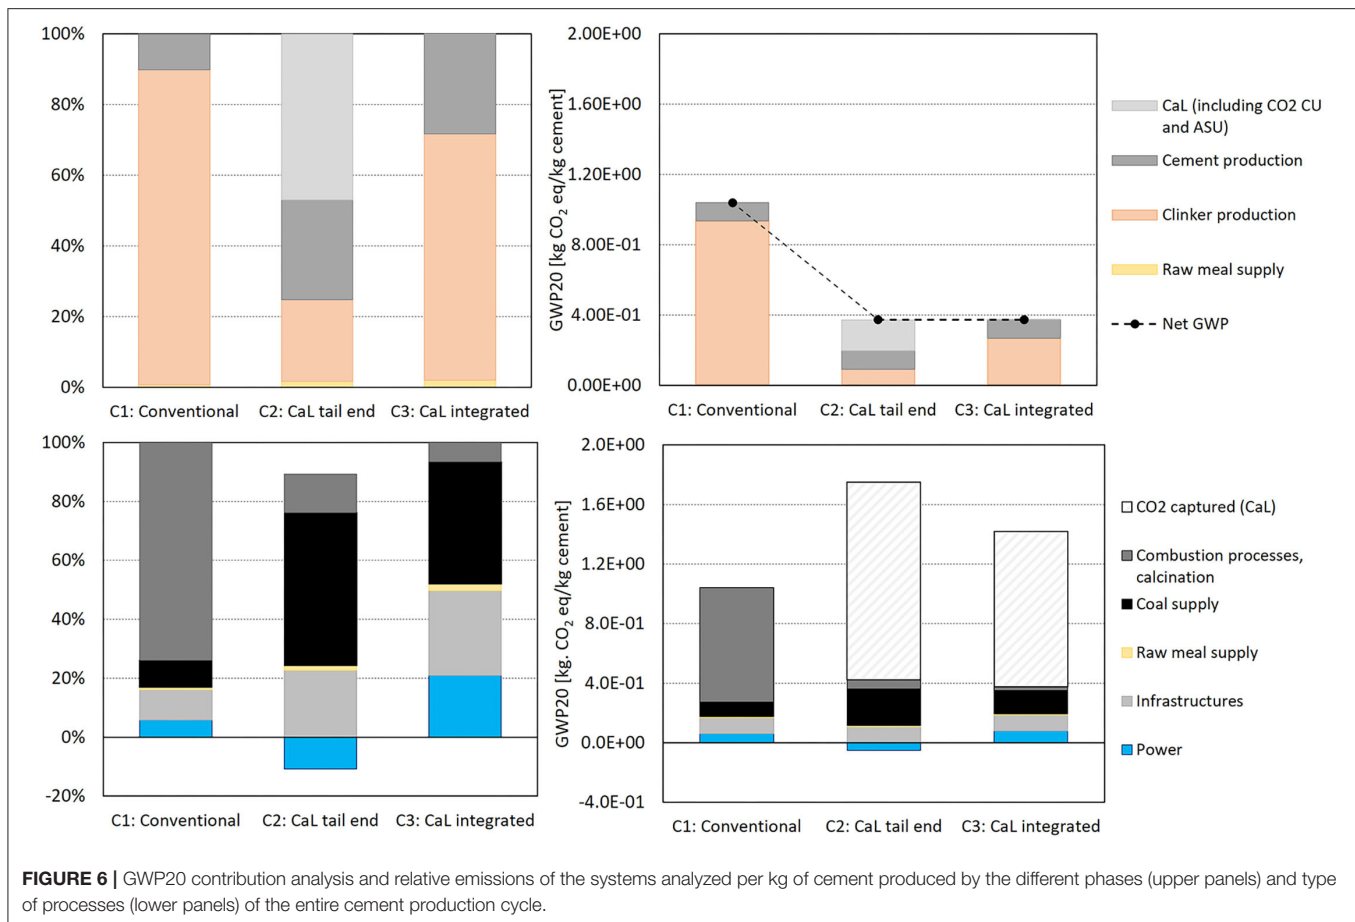 100%
80%
60%
40%
20%
0%
C1: Conventional
C2: CaL tail end
C3: CaL integrated
GWP20 [kg CO2 eq/kg cement]
2.00E+00
1.60E+00
1.20E+00
8.00E-01
4.00E-01
0.00E+00
C1: Conventional
C2: CaL tail end
C3: CaL integrated
CaL (including CO2 CU
and ASU)
Cement production
Clinker production
Raw meal supply
Net GWP
100%
80%
60%
40%
20%
0%
-20%
C1: Conventional
C2: CaL tail end
C3: CaL integrated
GWP20 [kg. CO2 eq/kg cement]
2.0E+00
1.6E+00
1.2E+00
8.0E-01
4.0E-01
0.0E+00
-4.0E-01
C1: Conventional
C2: CaL tail end
C3: CaL integrated
CO2 captured (CaL)
Combustion processes,
calcination
Coal supply
Raw meal supply
Infrastructures
Power
FIGURE 6 | GWP20 contribution analysis and relative emissions of the systems analyzed per kg of cement produced by the different phases (upper panels) and type
of processes (lower panels) of the entire cement production cycle.